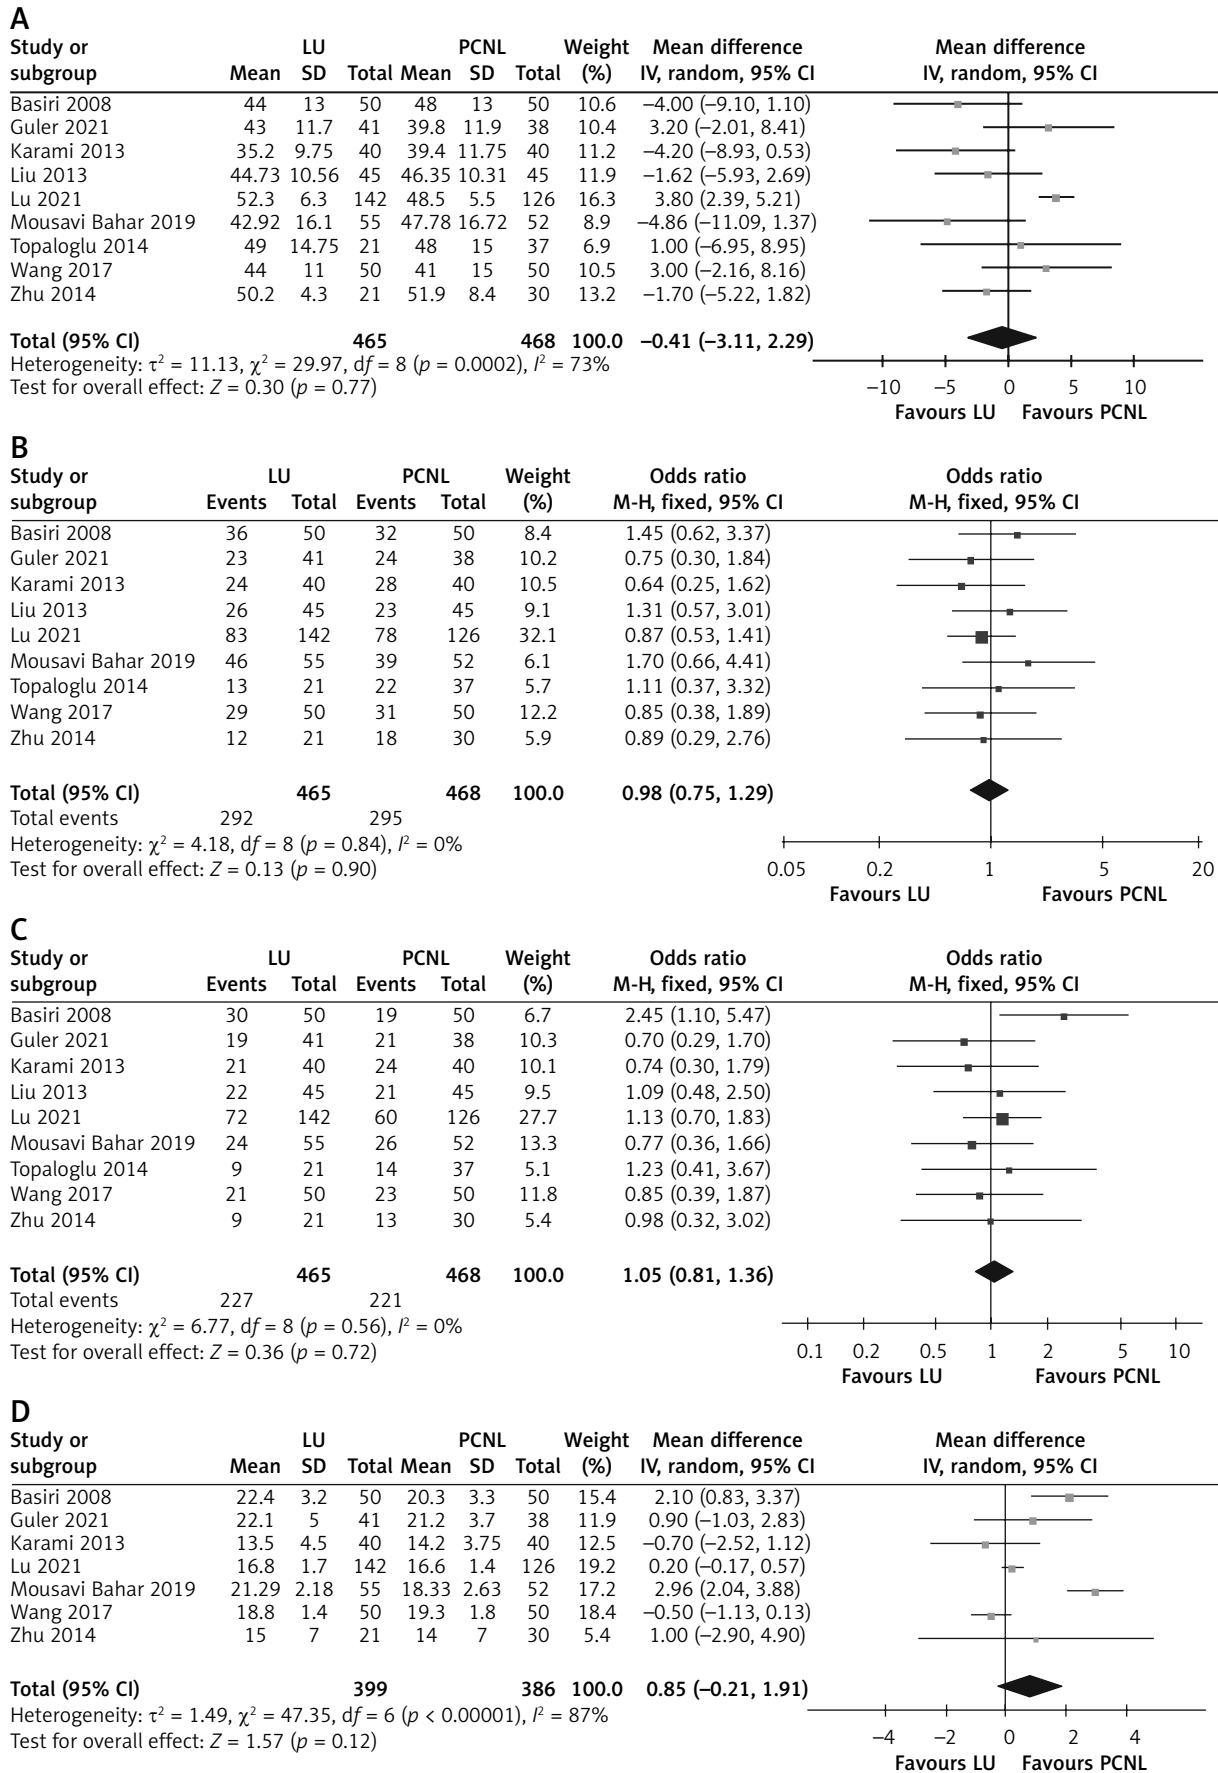 A
Study or LU PCNL Weight Mean difference Mean difference
subgroup Mean SD Total Mean SD Total (%) IV, random, 95% CI IV, random, 95% CI
Basiri 2008 44 13 50 48 13 50 10.6 −4.00 (−9.10, 1.10)
Guler 2021 43 11.7 41 39.8 11.9 38 10.4 3.20 (−2.01, 8.41)
Karami 2013 35.2 9.75 40 39.4 11.75 40 11.2 −4.20 (−8.93, 0.53)
Liu 2013 44.73 10.56 45 46.35 10.31 45 11.9 −1.62 (−5.93, 2.69)
Lu 2021 52.3 6.3 142 48.5 5.5 126 16.3 3.80 (2.39, 5.21)
Mousavi Bahar 2019 42.92 16.1 55 47.78 16.72 52 8.9 −4.86 (−11.09, 1.37)
Topaloglu 2014 49 14.75 21 48 15 37 6.9 1.00 (−6.95, 8.95)
Wang 2017 44 11 50 41 15 50 10.5 3.00 (−2.16, 8.16)
Zhu 2014 50.2 4.3 21 51.9 8.4 30 13.2 −1.70 (−5.22, 1.82)
Total (95% CI) 465 468 100.0 −0.41 (−3.11, 2.29)
Heterogeneity: τ² = 11.13, χ² = 29.97, df = 8 (p = 0.0002), I² = 73%
Test for overall effect: Z = 0.30 (p = 0.77)
−10 −5 0 5 10
Favours LU Favours PCNL
B
Study or LU PCNL Weight Odds ratio Odds ratio
subgroup Events Total Events Total (%) M-H, fixed, 95% CI M-H, fixed, 95% CI
Basiri 2008 36 50 32 50 8.4 1.45 (0.62, 3.37)
Guler 2021 23 41 24 38 10.2 0.75 (0.30, 1.84)
Karami 2013 24 40 28 40 10.5 0.64 (0.25, 1.62)
Liu 2013 26 45 23 45 9.1 1.31 (0.57, 3.01)
Lu 2021 83 142 78 126 32.1 0.87 (0.53, 1.41)
Mousavi Bahar 2019 46 55 39 52 6.1 1.70 (0.66, 4.41)
Topaloglu 2014 13 21 22 37 5.7 1.11 (0.37, 3.32)
Wang 2017 29 50 31 50 12.2 0.85 (0.38, 1.89)
Zhu 2014 12 21 18 30 5.9 0.89 (0.29, 2.76)
Total (95% CI) 465 468 100.0 0.98 (0.75, 1.29)
Total events 292 295
Heterogeneity: χ² = 4.18, df = 8 (p = 0.84), I² = 0%
Test for overall effect: Z = 0.13 (p = 0.90)
0.05 0.2 1 5 20
Favours LU Favours PCNL
C
Study or LU PCNL Weight Odds ratio Odds ratio
subgroup Events Total Events Total (%) M-H, fixed, 95% CI M-H, fixed, 95% CI
Basiri 2008 30 50 19 50 6.7 2.45 (1.10, 5.47)
Guler 2021 19 41 21 38 10.3 0.70 (0.29, 1.70)
Karami 2013 21 40 24 40 10.1 0.74 (0.30, 1.79)
Liu 2013 22 45 21 45 9.5 1.09 (0.48, 2.50)
Lu 2021 72 142 60 126 27.7 1.13 (0.70, 1.83)
Mousavi Bahar 2019 24 55 26 52 13.3 0.77 (0.36, 1.66)
Topaloglu 2014 9 21 14 37 5.1 1.23 (0.41, 3.67)
Wang 2017 21 50 23 50 11.8 0.85 (0.39, 1.87)
Zhu 2014 9 21 13 30 5.4 0.98 (0.32, 3.02)
Total (95% CI) 465 468 100.0 1.05 (0.81, 1.36)
Total events 227 221
Heterogeneity: χ² = 6.77, df = 8 (p = 0.56), I² = 0%
Test for overall effect: Z = 0.36 (p = 0.72)
0.1 0.2 0.5 1 2 5 10
Favours LU Favours PCNL
D
Study or LU PCNL Weight Mean difference Mean difference
subgroup Mean SD Total Mean SD Total (%) IV, random, 95% CI IV, random, 95% CI
Basiri 2008 22.4 3.2 50 20.3 3.3 50 15.4 2.10 (0.83, 3.37)
Guler 2021 22.1 5 41 21.2 3.7 38 11.9 0.90 (−1.03, 2.83)
Karami 2013 13.5 4.5 40 14.2 3.75 40 12.5 −0.70 (−2.52, 1.12)
Lu 2021 16.8 1.7 142 16.6 1.4 126 19.2 0.20 (−0.17, 0.57)
Mousavi Bahar 2019 21.29 2.18 55 18.33 2.63 52 17.2 2.96 (2.04, 3.88)
Wang 2017 18.8 1.4 50 19.3 1.8 50 18.4 −0.50 (−1.13, 0.13)
Zhu 2014 15 7 21 14 7 30 5.4 1.00 (−2.90, 4.90)
Total (95% CI) 399 386 100.0 0.85 (−0.21, 1.91)
Heterogeneity: τ² = 1.49, χ² = 47.35, df = 6 (p < 0.00001), I² = 87%
Test for overall effect: Z = 1.57 (p = 0.12)
−4 −2 0 2 4
Favours LU Favours PCNL